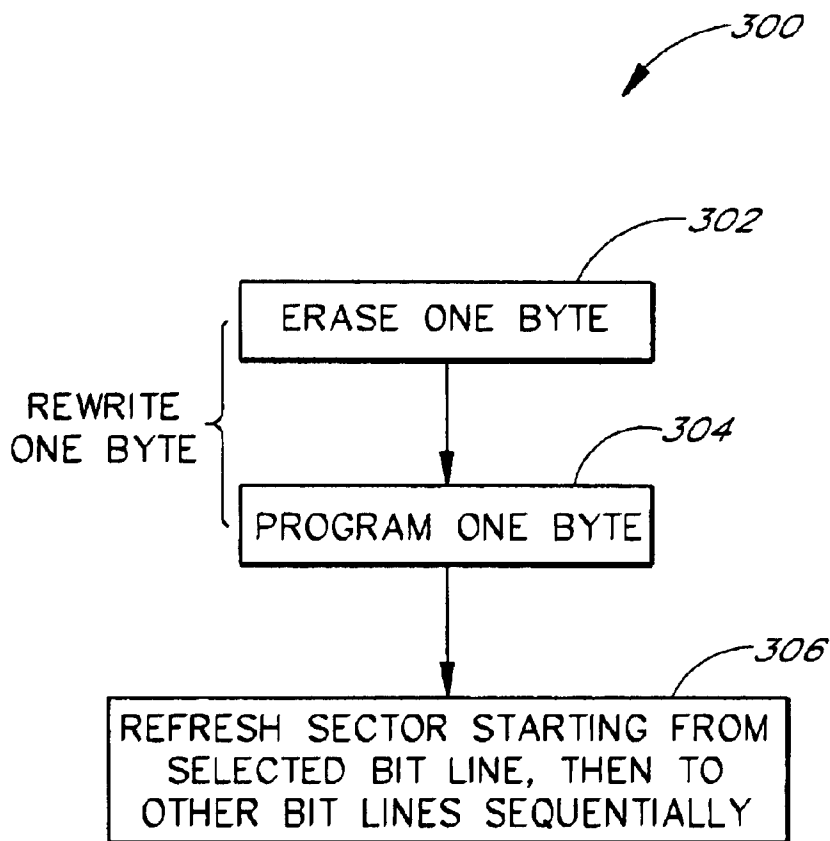 300
302
ERASE ONE BYTE
REWRITE
ONE BYTE
304
PROGRAM ONE BYTE
306
REFRESH SECTOR STARTING FROM
SELECTED BIT LINE, THEN TO
OTHER BIT LINES SEQUENTIALLY